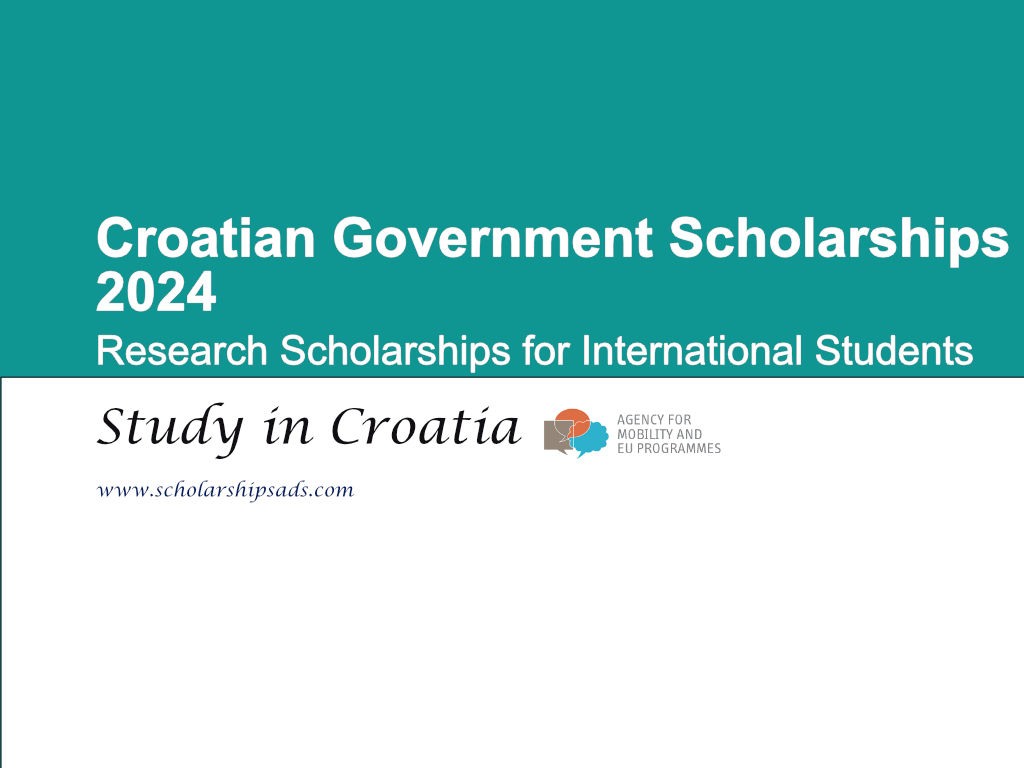 Croatian Government Scholarships
2024
Research Scholarships for International Students
Study in Croatia
AGENCY FOR
MOBILITY AND
EU PROGRAMMES
www.scholarshipsads.com